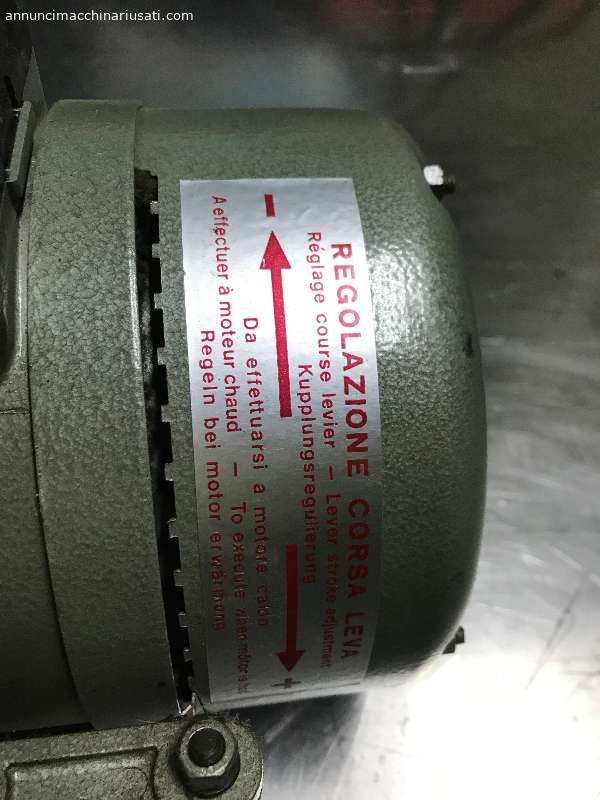 annuncimacchinariusati.com
REGOLAZIONE CORSA LEVA
Réglage course levier – Lever stroke adjustment
Kupplungsregulierung
- +
Da effettuarsi a motore caldo
A effectuer à moteur chaud – To execute when motor is hot
Regeln bei motor erwärmung